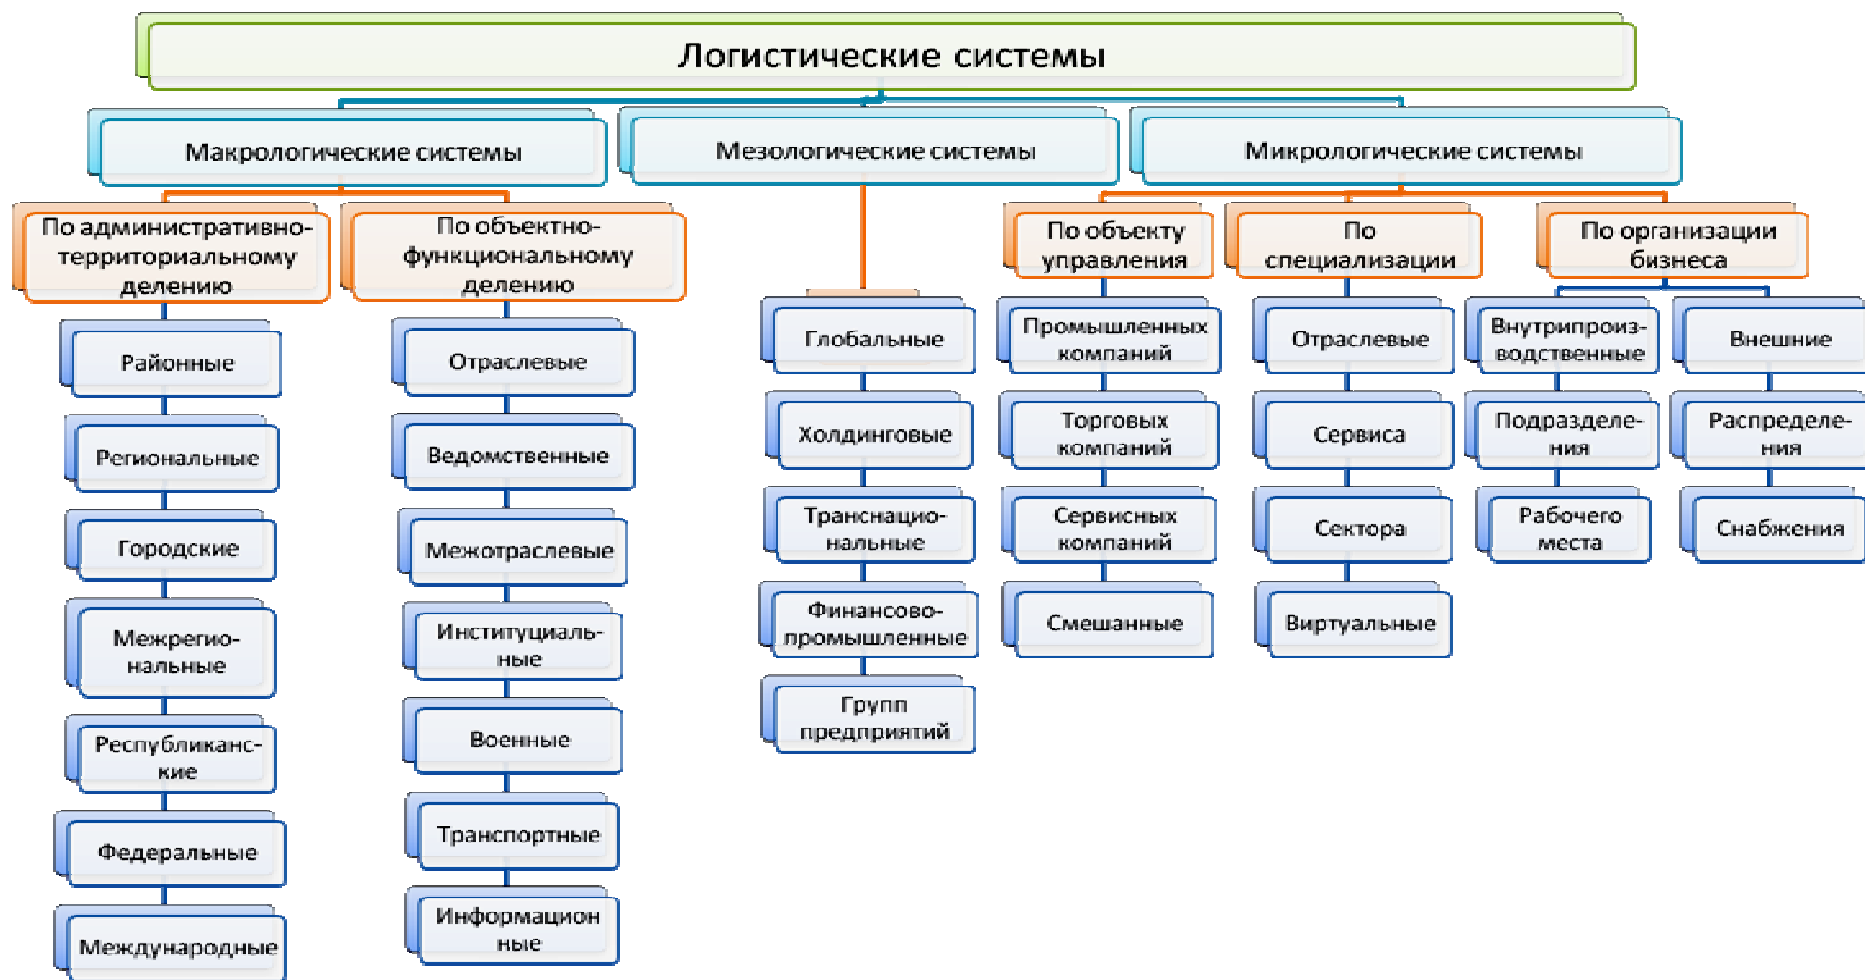 Логистические системы
Макрологические системы
Мезологические системы
Микрологические системы
По административно-
территориальному
делению
По объектно-
функциональному
делению
По объекту
управления
По
специализации
По организации
бизнеса
Районные
Региональные
Городские
Межрегио-
нальные
Республиканс-
кие
Федеральные
Международные
Отраслевые
Ведомственные
Межотраслевые
Институциаль-
ные
Военные
Транспортные
Информацион
ные
Глобальные
Холдинговые
Транснацио-
нальные
Финансово-
промышленные
Групп
предприятий
Промышленных
компаний
Торговых
компаний
Сервисных
компаний
Смешанные
Отраслевые
Сервиса
Сектора
Виртуальные
Внутрипроиз-
водственные
Подразделе-
ния
Рабочего
места
Внешние
Распределе-
ния
Снабжения